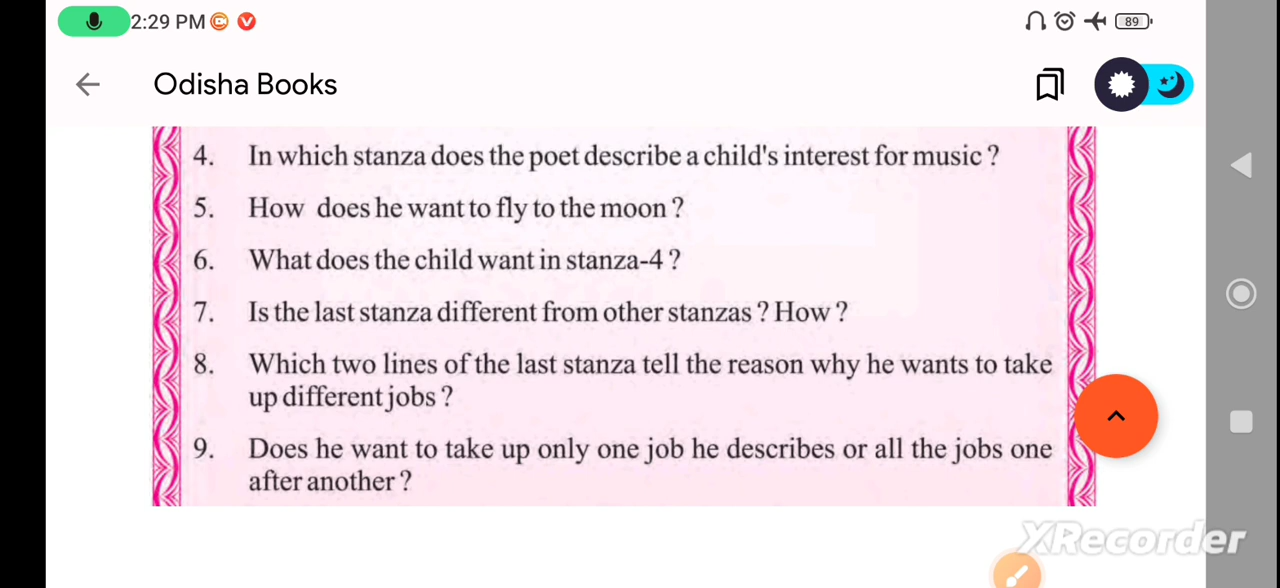 2:29 PM
89
Odisha Books
4. In which stanza does the poet describe a child's interest for music ?
5. How does he want to fly to the moon ?
6. What does the child want in stanza-4 ?
7. Is the last stanza different from other stanzas ? How ?
8. Which two lines of the last stanza tell the reason why he wants to take
up different jobs ?
9. Does he want to take up only one job he describes or all the jobs one
after another ?
XRecorder